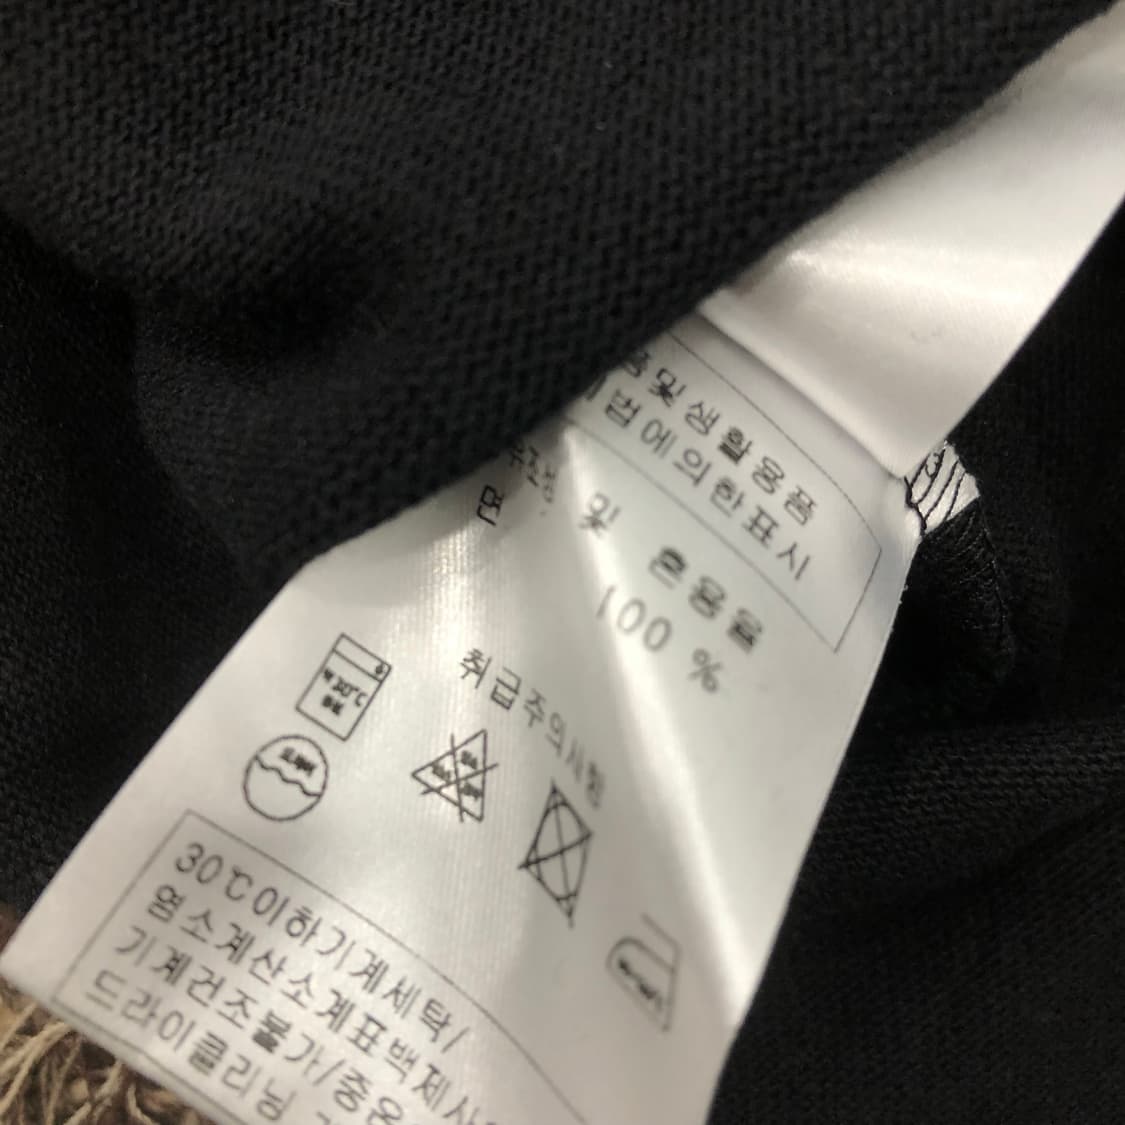 및생활용품
법에의한표시
및 혼용율
면 100 %
취급주의사항
30℃이하기계세탁/
염소계산소계표백제사
기계건조불가/중온
드라이클리닝